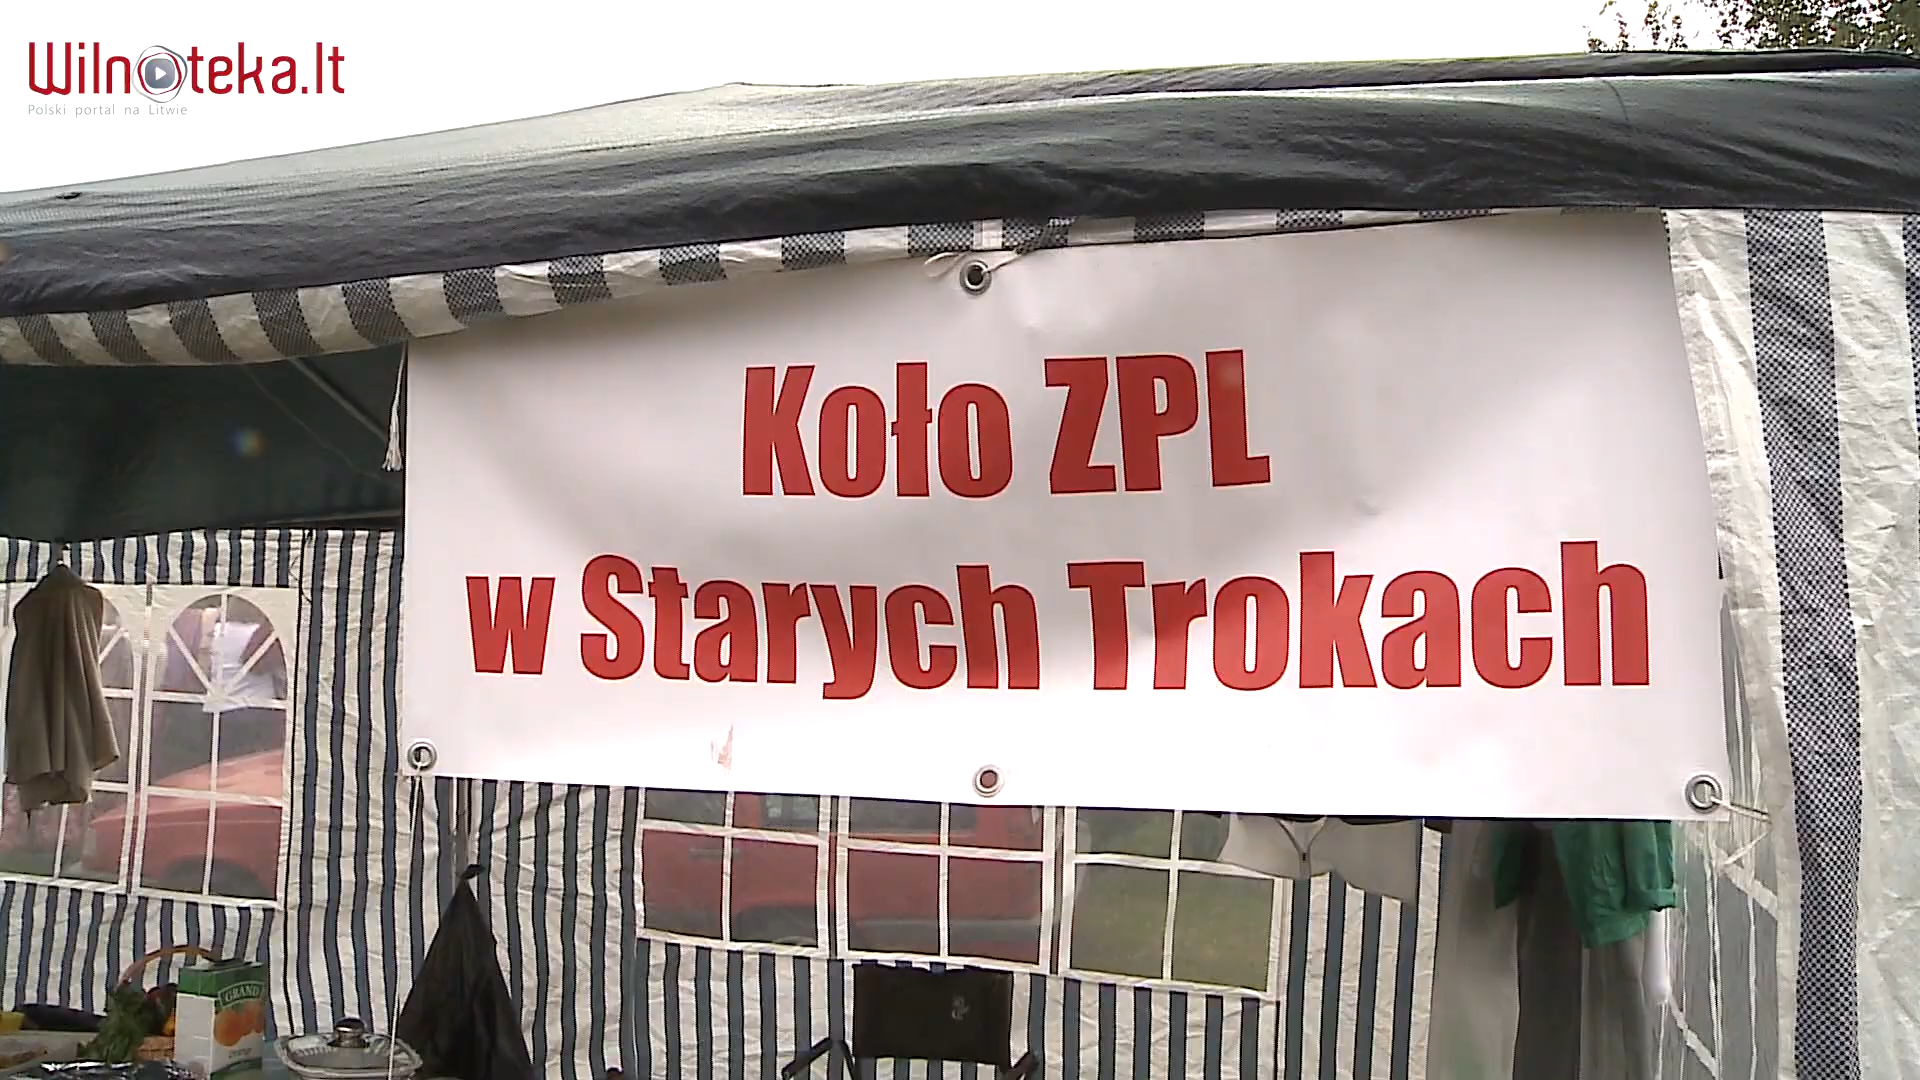 Wilnoteka.lt
Polski portal na Litwie
Koło ZPL
w Starych Trokach
GRAND